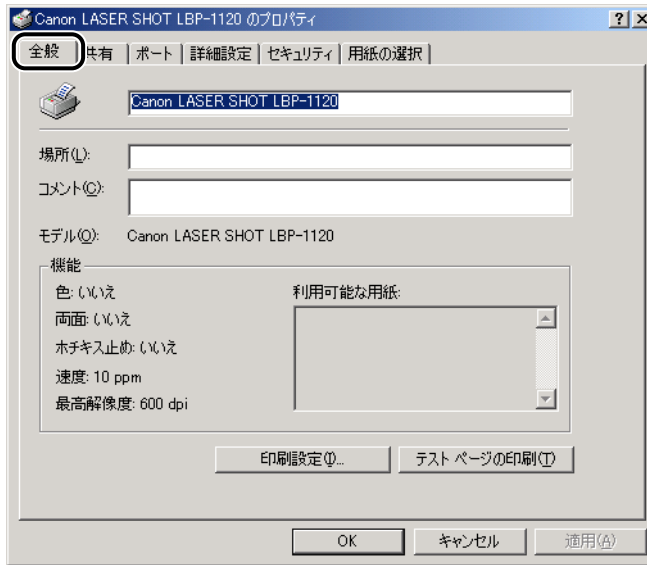 Canon LASER SHOT LBP-1120 のプロパティ
全般 共有 ポート 詳細設定 セキュリティ 用紙の選択
Canon LASER SHOT LBP-1120
場所(L):
コメント(C):
モデル(O): Canon LASER SHOT LBP-1120
機能
色: いいえ 利用可能な用紙:
両面: いいえ
ホチキス止め: いいえ
速度: 10 ppm
最高解像度: 600 dpi
印刷設定(I)... テスト ページの印刷(T)
OK キャンセル 適用(A)